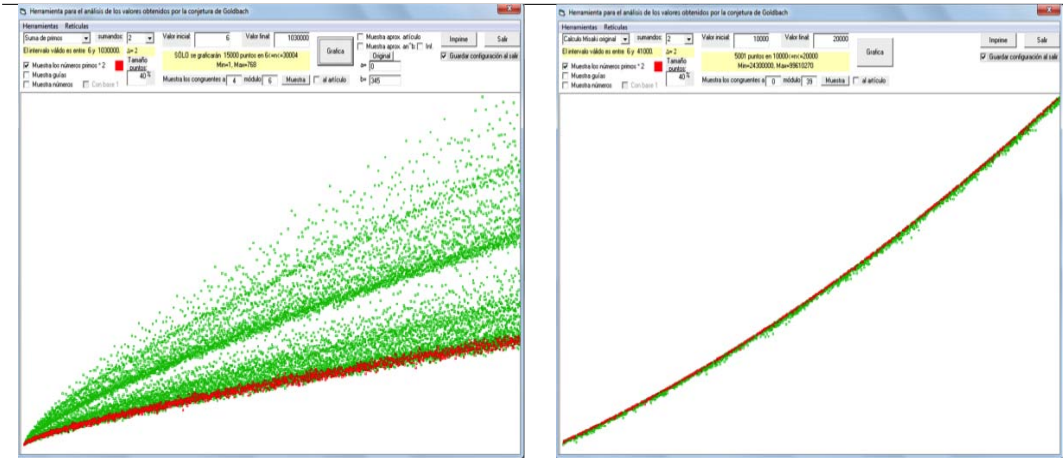 Herramienta para el análisis de los valores obtenidos por la conjetura de Goldbach
Herramientas Retículas
Suma de primos sumandos: 2 Valor inicial 6 Valor final 1030000
El intervalo válido es entre 6 y 1030000. Δ= 2
SOLO se graficarán 15000 puntos en 6<=n<=30004
Min=1, Max=768
Grafica
Muestra aprox. artículo
Muestra aprox. an^b Inf.
Original
a= 0
b= .345
Imprime Salir
Guardar configuración al salir
Muestra los números primos * 2
Tamaño puntos:
40 %
Muestra guías
Muestra números Con base 1
Muestra los congruentes a 4 módulo 6 Muestra al artículo
Herramienta para el análisis de los valores obtenidos por la conjetura de Goldbach
Herramientas Retículas
Calculo Mizaki original sumandos: 2 Valor inicial 10000 Valor final 20000
El intervalo válido es entre 6 y 41000. Δ= 2
5001 puntos en 10000<=n<=20000
Min=24300000, Max=99610270
Grafica
Imprime Salir
Guardar configuración al salir
Muestra los números primos * 2
Tamaño puntos:
40 %
Muestra guías
Muestra números Con base 1
Muestra los congruentes a 0 módulo 39 Muestra al artículo